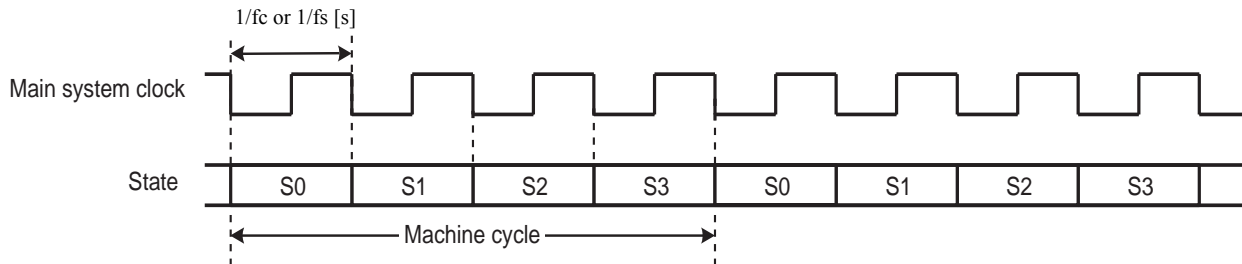 1/fc or 1/fs [s]
Main system clock
State S0 S1 S2 S3 S0 S1 S2 S3
Machine cycle